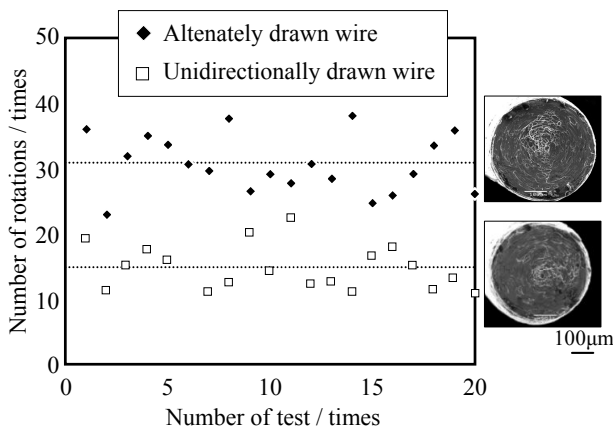 50
40
30
20
10
0
Number of rotations / times
Altenately drawn wire
Unidirectionally drawn wire
0 5 10 15 20
Number of test / times
100μm